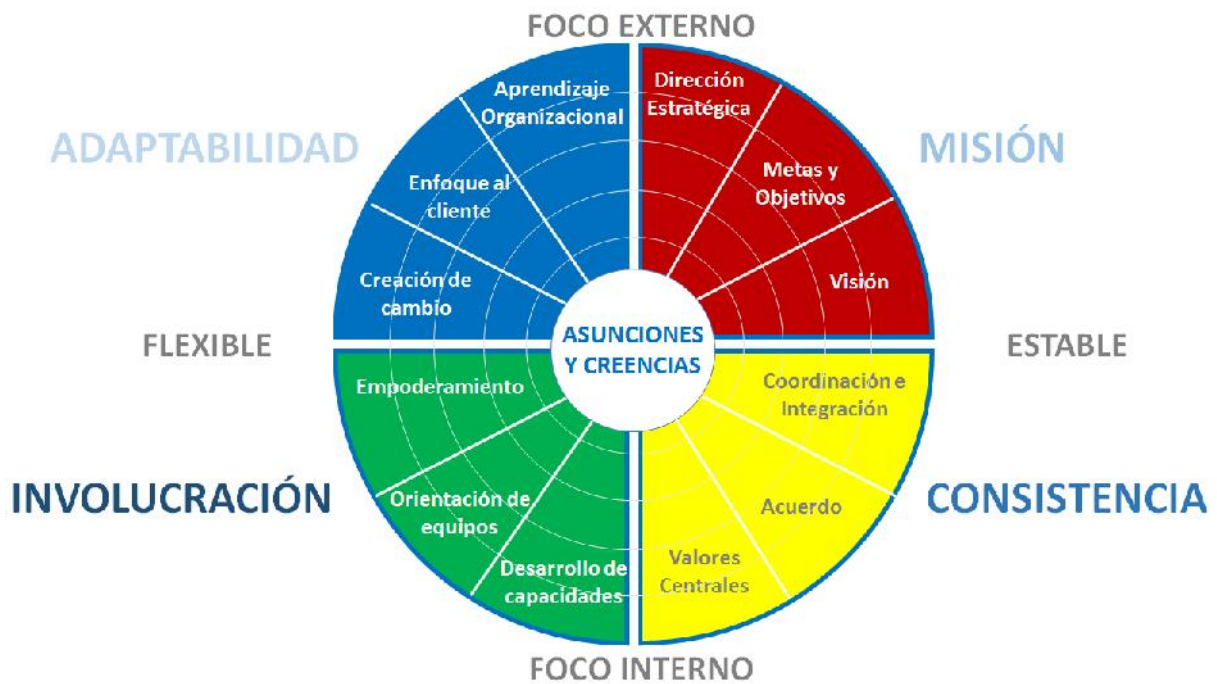 FOCO EXTERNO
ADAPTABILIDAD
MISIÓN
Aprendizaje
Organizacional
Dirección
Estratégica
Enfoque al
cliente
Metas y
Objetivos
Creación de
cambio
Visión
FLEXIBLE
ASUNCIONES
Y CREENCIAS
ESTABLE
Empoderamiento
Coordinación e
Integración
INVOLUCRACIÓN
CONSISTENCIA
Orientación de
equipos
Acuerdo
Desarrollo de
capacidades
Valores
Centrales
FOCO INTERNO